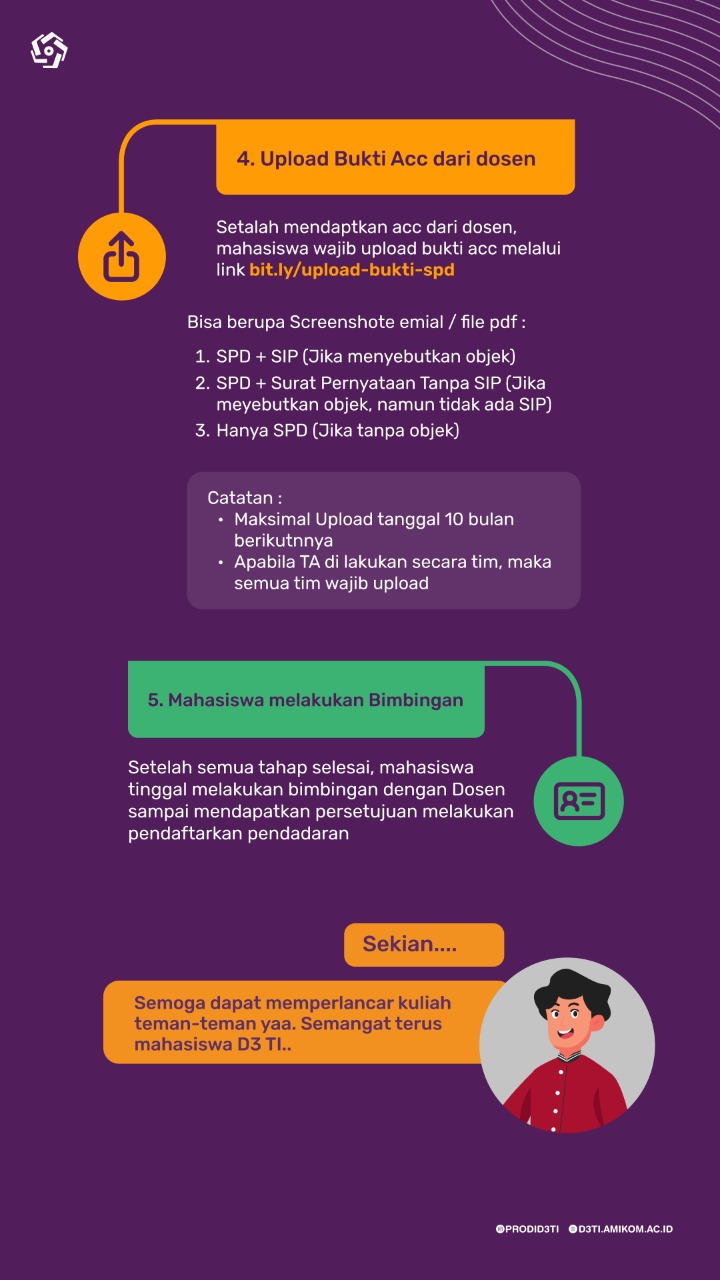 4. Upload Bukti Acc dari dosen
Setalah mendaptkan acc dari dosen,
mahasiswa wajib upload bukti acc melalui
link bit.ly/upload-bukti-spd
Bisa berupa Screenshote emial / file pdf :
1. SPD + SIP (Jika menyebutkan objek)
2. SPD + Surat Pernyataan Tanpa SIP (Jika
meyebutkan objek, namun tidak ada SIP)
3. Hanya SPD (Jika tanpa objek)
Catatan :
• Maksimal Upload tanggal 10 bulan
berikutnnya
• Apabila TA di lakukan secara tim, maka
semua tim wajib upload
5. Mahasiswa melakukan Bimbingan
Setelah semua tahap selesai, mahasiswa
tinggal melakukan bimbingan dengan Dosen
sampai mendapatkan persetujuan melakukan
pendaftarkan pendadaran
Sekian....
Semoga dapat memperlancar kuliah
teman-teman yaa. Semangat terus
mahasiswa D3 TI..
@PRODID3TI @D3TI.AMIKOM.AC.ID